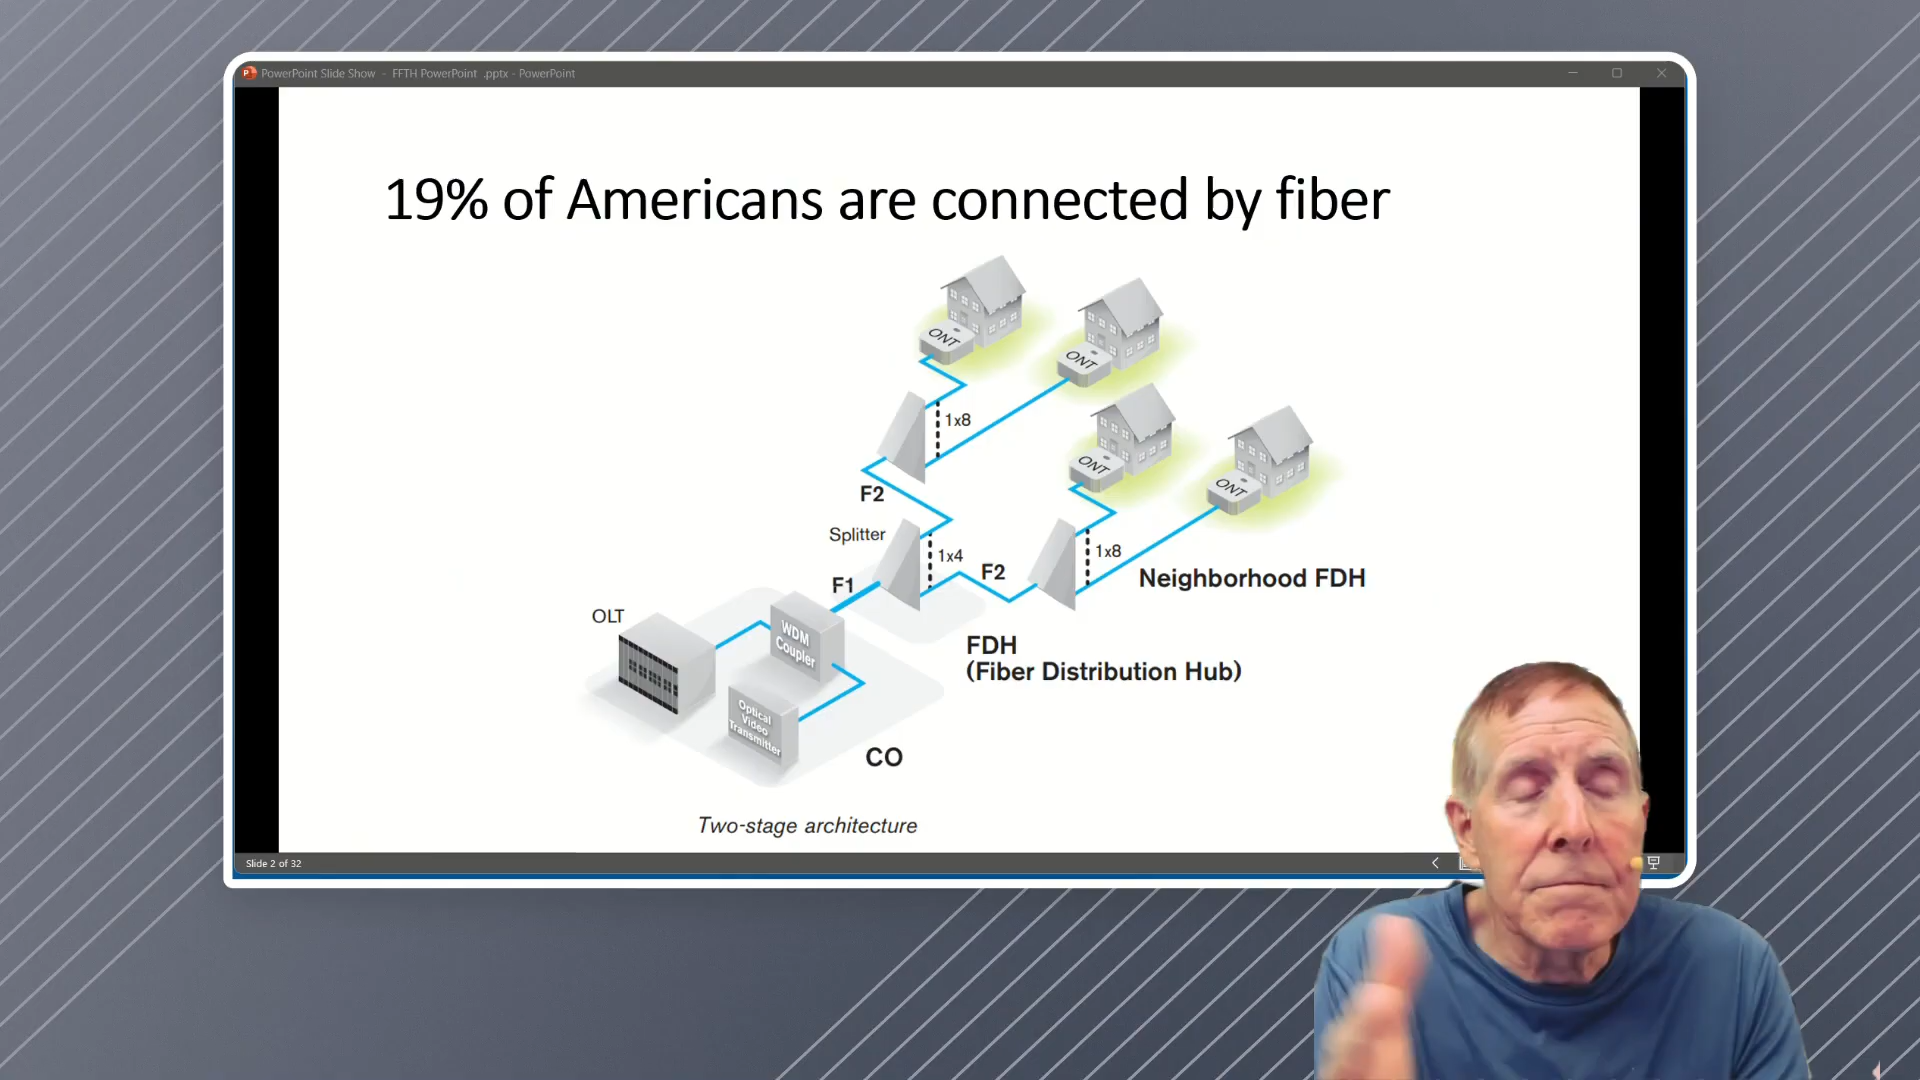 PowerPoint Slide Show - FFTH PowerPoint .pptx - PowerPoint
19% of Americans are connected by fiber
ONT
ONT
1x8
ONT
ONT
F2
Splitter
1x4
F2
1x8
Neighborhood FDH
F1
OLT
WDM
Coupler
FDH
(Fiber Distribution Hub)
Optical
Video
Transmitter
CO
Two-stage architecture
Slide 2 of 32